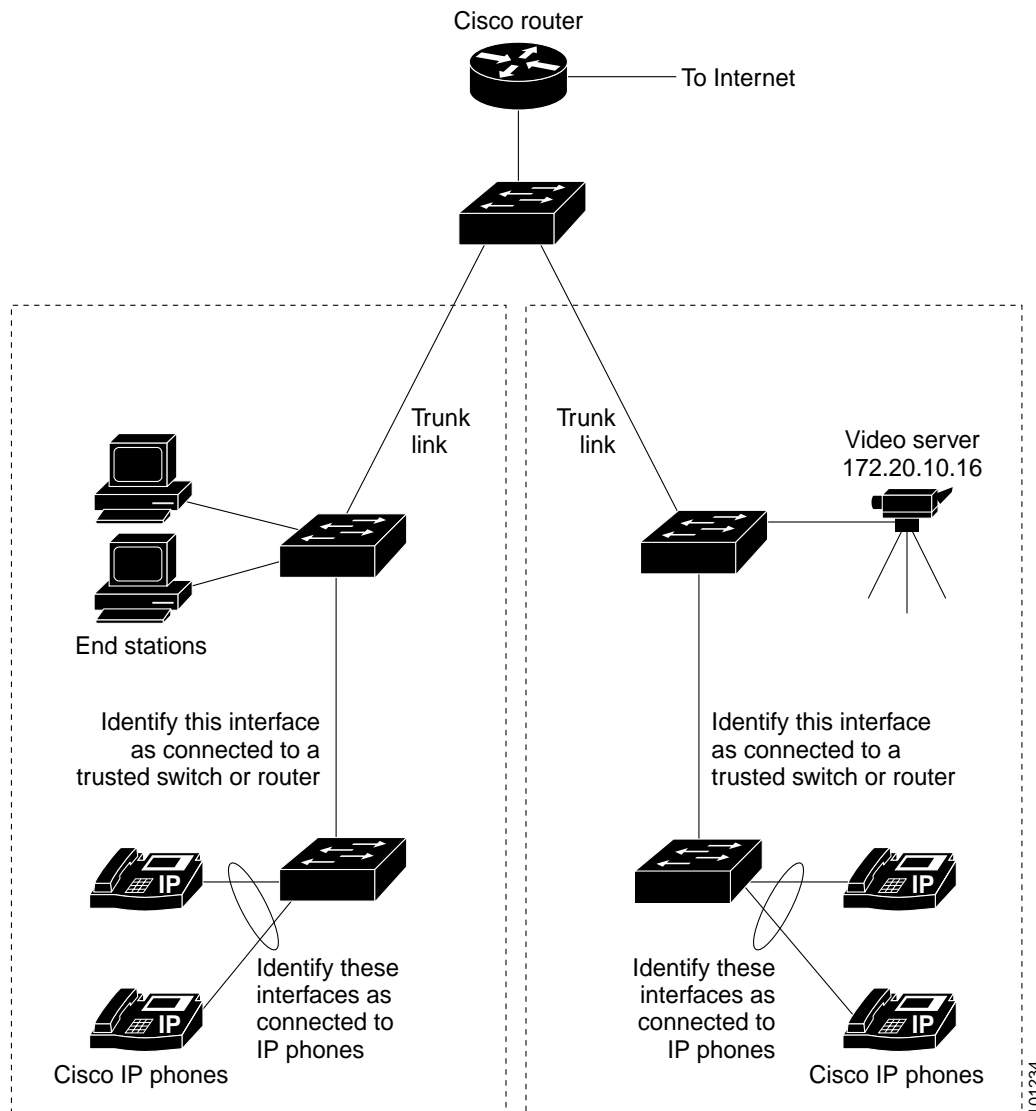 Cisco router
To Internet
Trunk
link
Trunk
link
Video server
172.20.10.16
End stations
Identify this interface
as connected to a
trusted switch or router
Identify this interface
as connected to a
trusted switch or router
IP
IP
Identify these
interfaces as
connected to
IP phones
Identify these
interfaces as
connected to
IP phones
IP
IP
Cisco IP phones
Cisco IP phones
101234